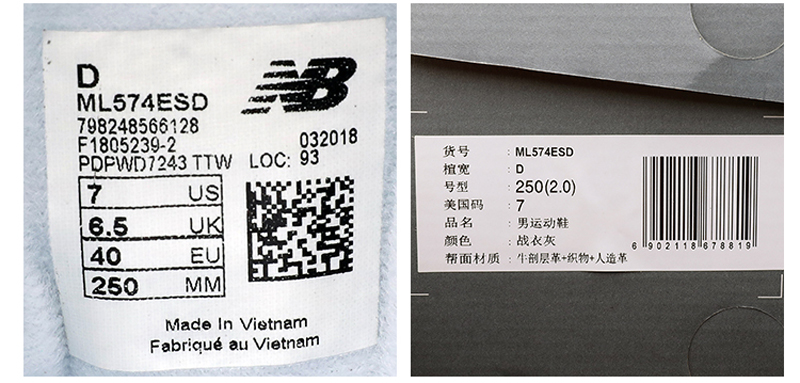 D
NB
ML574ESD
798248566128
F1805239-2
032018
PDPWD7243 TTW LOC: 93
7 US
6.5 UK
40 EU
250 MM
Made In Vietnam
Fabriqué au Vietnam
货号 : ML574ESD
楦宽 : D
号型 : 250(2.0)
美国码 : 7
品名 : 男运动鞋
颜色 : 战衣灰
帮面材质 : 牛剖层革+织物+人造革
6 902118 678819